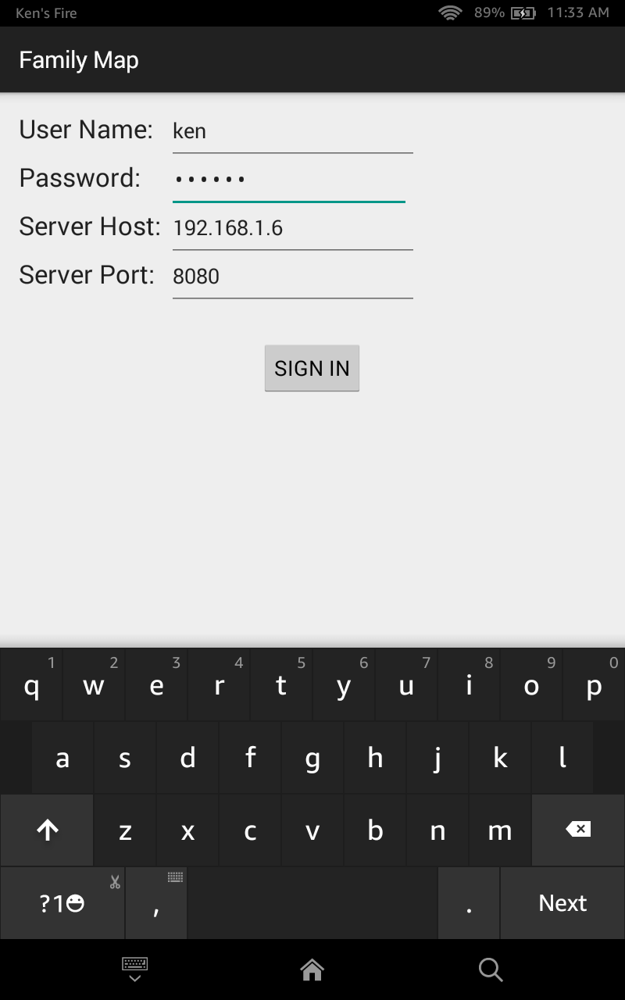 Ken's Fire 89% 11:33 AM
Family Map
User Name: ken
Password: ••••••
Server Host: 192.168.1.6
Server Port: 8080
SIGN IN
1 2 3 4 5 6 7 8 9 0
q w e r t y u i o p
a s d f g h j k l
z x c v b n m
?1 , . Next